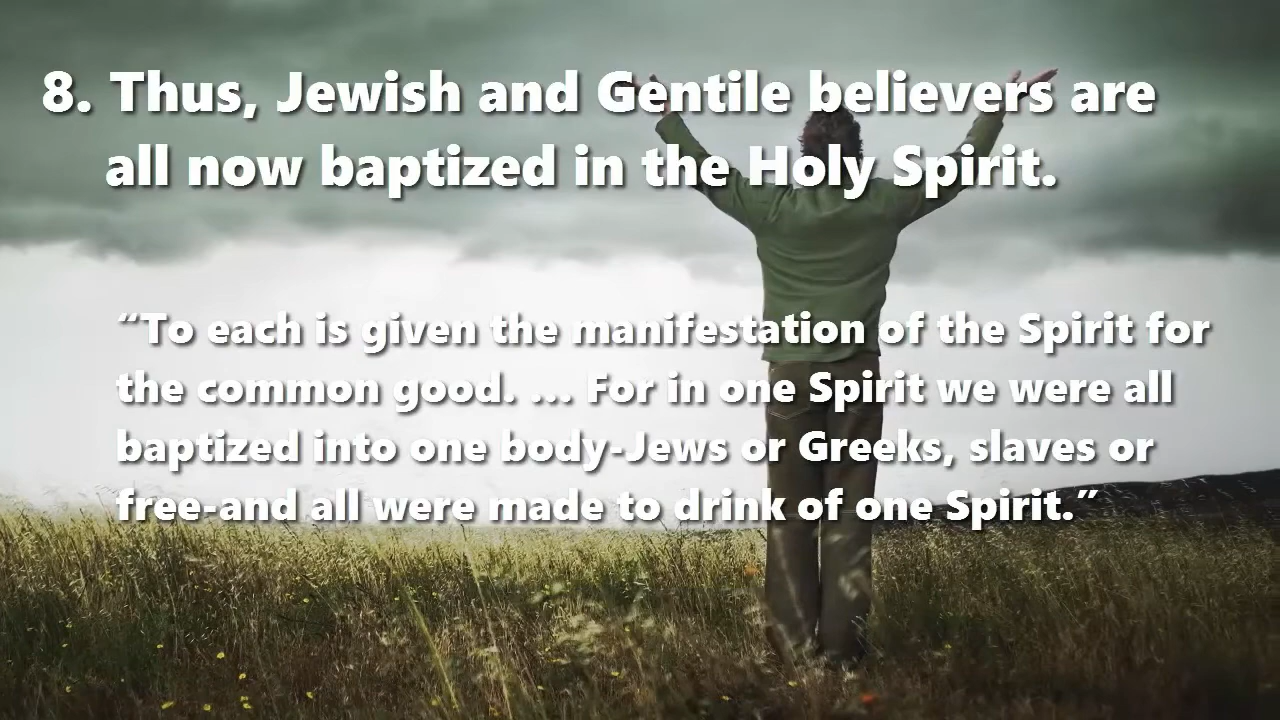 8. Thus, Jewish and Gentile believers are
all now baptized in the Holy Spirit.
“To each is given the manifestation of the Spirit for
the common good. ... For in one Spirit we were all
baptized into one body-Jews or Greeks, slaves or
free-and all were made to drink of one Spirit.”